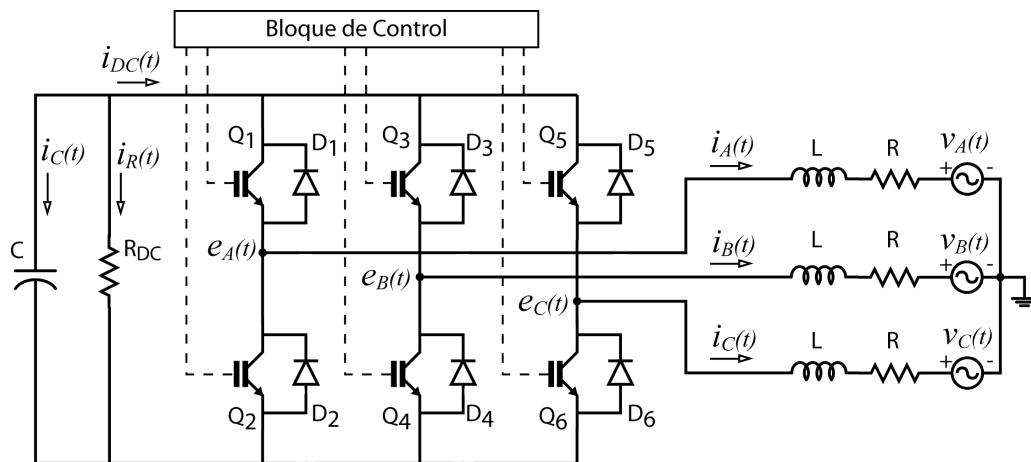 Bloque de Control
i_DC(t)
i_C(t)
i_R(t)
C
R_DC
Q1
D1
Q3
D3
Q5
D5
e_A(t)
e_B(t)
e_C(t)
Q2
D2
Q4
D4
Q6
D6
i_A(t)
L
R
v_A(t)
+
-
i_B(t)
L
R
v_B(t)
+
-
i_C(t)
L
R
v_C(t)
+
-